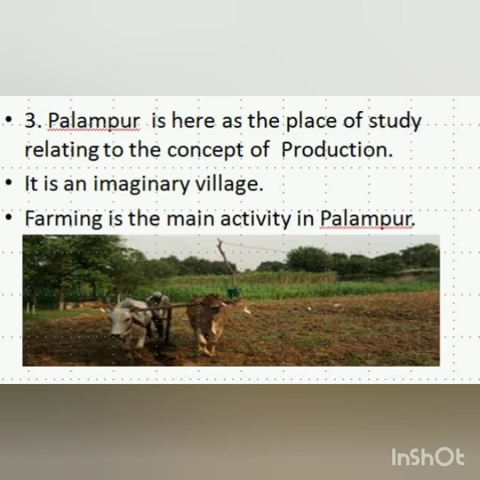 • 3. Palampur is here as the place of study
relating to the concept of Production.
• It is an imaginary village.
• Farming is the main activity in Palampur.
InShOt